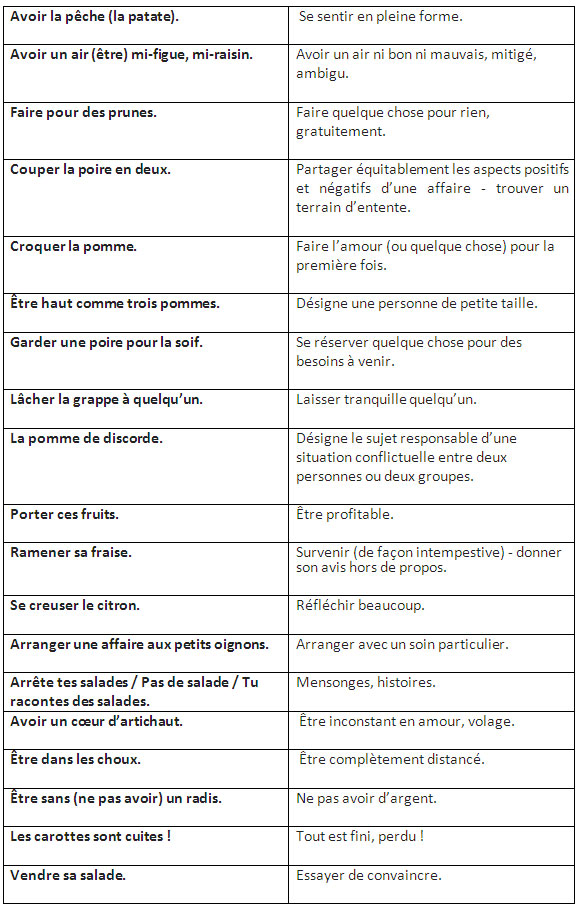 Avoir la pêche (la patate).
Se sentir en pleine forme.
Avoir un air (être) mi-figue, mi-raisin.
Avoir un air ni bon ni mauvais, mitigé,
ambigu.
Faire pour des prunes.
Faire quelque chose pour rien,
gratuitement.
Couper la poire en deux.
Partager équitablement les aspects positifs
et négatifs d’une affaire - trouver un
terrain d’entente.
Croquer la pomme.
Faire l’amour (ou quelque chose) pour la
première fois.
Être haut comme trois pommes.
Désigne une personne de petite taille.
Garder une poire pour la soif.
Se réserver quelque chose pour des
besoins à venir.
Lâcher la grappe à quelqu’un.
Laisser tranquille quelqu’un.
La pomme de discorde.
Désigne le sujet responsable d’une
situation conflictuelle entre deux
personnes ou deux groupes.
Porter ces fruits.
Être profitable.
Ramener sa fraise.
Survenir (de façon intempestive) - donner
son avis hors de propos.
Se creuser le citron.
Réfléchir beaucoup.
Arranger une affaire aux petits oignons.
Arranger avec un soin particulier.
Arrête tes salades / Pas de salade / Tu
racontes des salades.
Mensonges, histoires.
Avoir un cœur d’artichaut.
Être inconstant en amour, volage.
Être dans les choux.
Être complètement distancé.
Être sans (ne pas avoir) un radis.
Ne pas avoir d’argent.
Les carottes sont cuites !
Tout est fini, perdu !
Vendre sa salade.
Essayer de convaincre.